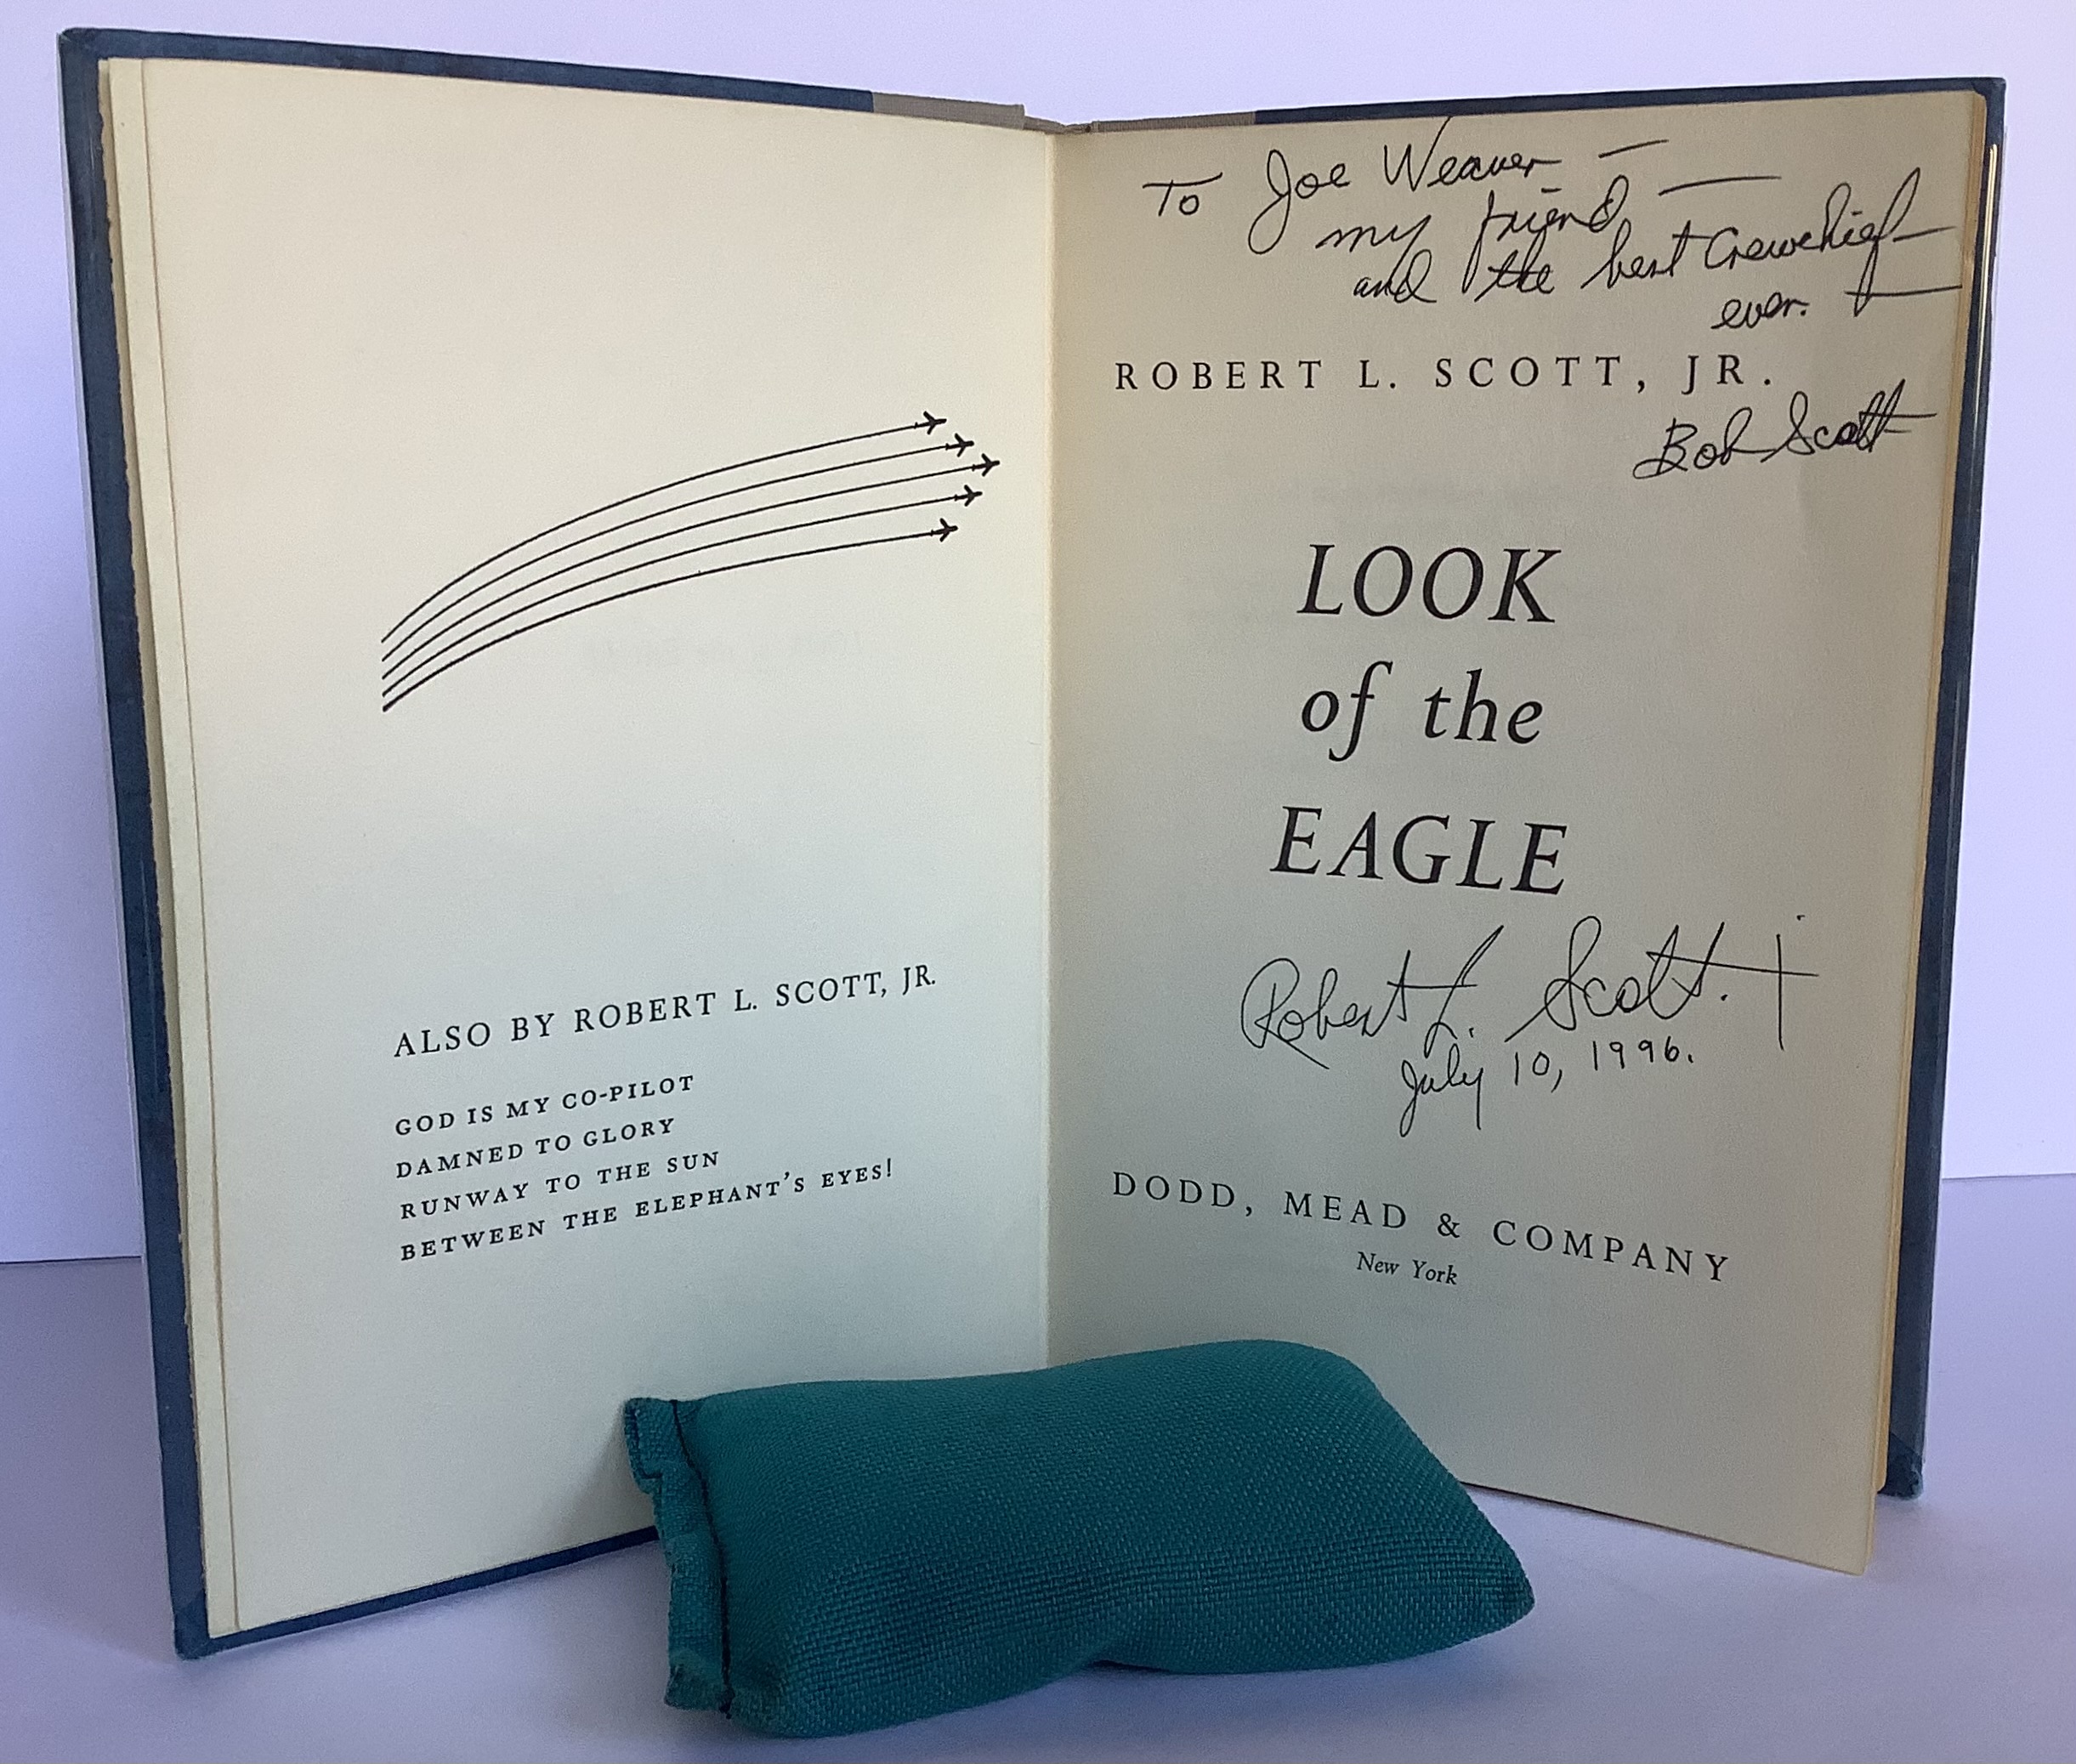 ALSO BY ROBERT L. SCOTT, JR.
GOD IS MY CO-PILOT
DAMNED TO GLORY
RUNWAY TO THE SUN
BETWEEN THE ELEPHANT'S EYES!
To Joe Weaver —
my friend —
and the best Crewchief —
ever. —
ROBERT L. SCOTT, JR.
Bob Scott
LOOK
of the
EAGLE
Robert L. Scott.
July 10, 1996.
DODD, MEAD & COMPANY
New York